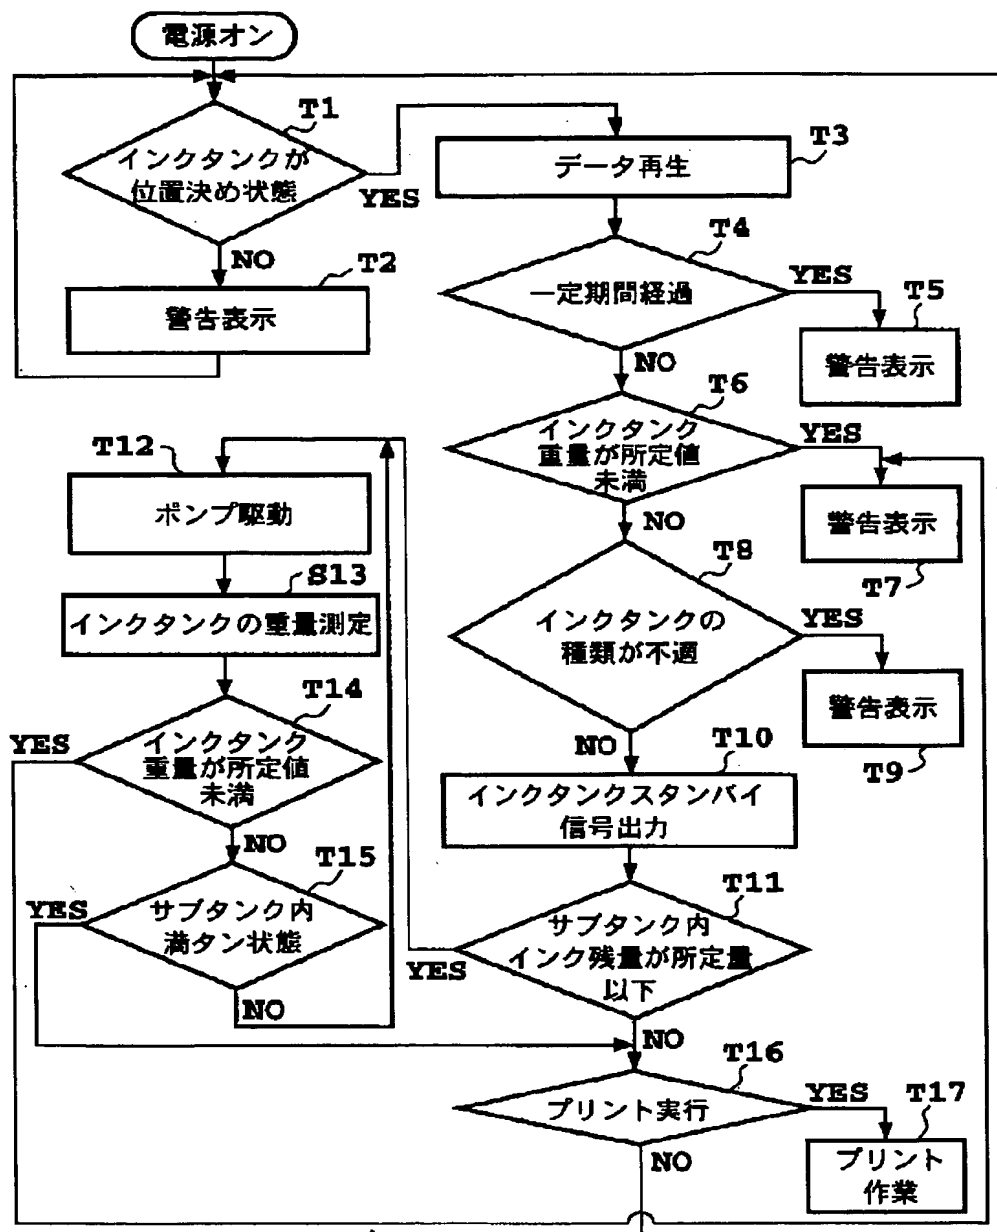 電源オン
T1
インクタンクが
位置決め状態
YES
NO
T2
警告表示
T3
データ再生
T4
一定期間経過
YES
T5
警告表示
NO
T6
インクタンク
重量が所定値
未満
YES
警告表示
T7
NO
T8
インクタンクの
種類が不適
YES
警告表示
T9
NO
T10
インクタンクスタンバイ
信号出力
T11
サブタンク内
インク残量が所定量
以下
YES
NO
T12
ポンプ駆動
S13
インクタンクの重量測定
T14
インクタンク
重量が所定値
未満
YES
NO
T15
サブタンク内
満タン状態
YES
NO
T16
プリント実行
YES
T17
プリント
作業
NO